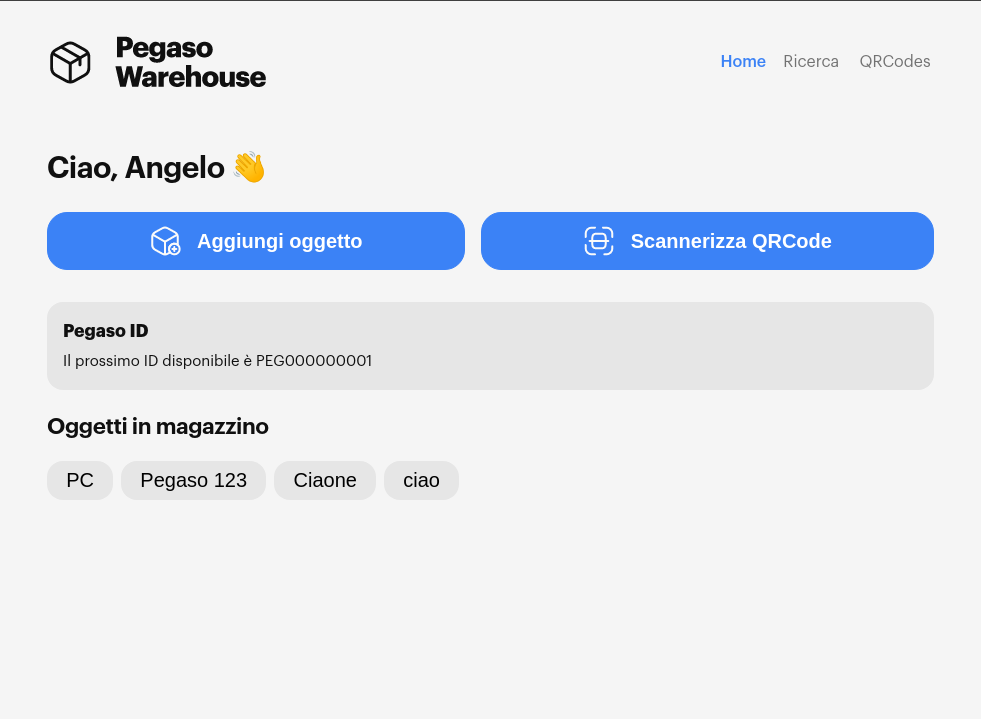 Pegaso
Warehouse
Home Ricerca QRCodes
Ciao, Angelo 👋
Aggiungi oggetto
Scannerizza QRCode
Pegaso ID
Il prossimo ID disponibile è PEG000000001
Oggetti in magazzino
PC Pegaso 123 Ciaone ciao